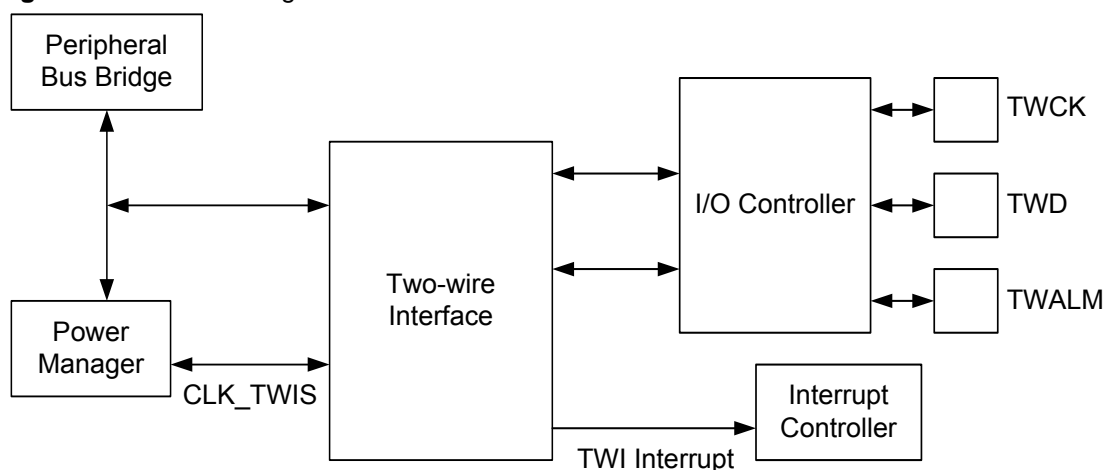 Peripheral
Bus Bridge
TWCK
I/O Controller
TWD
Two-wire
Interface
TWALM
Power
Manager
CLK_TWIS
Interrupt
Controller
TWI Interrupt